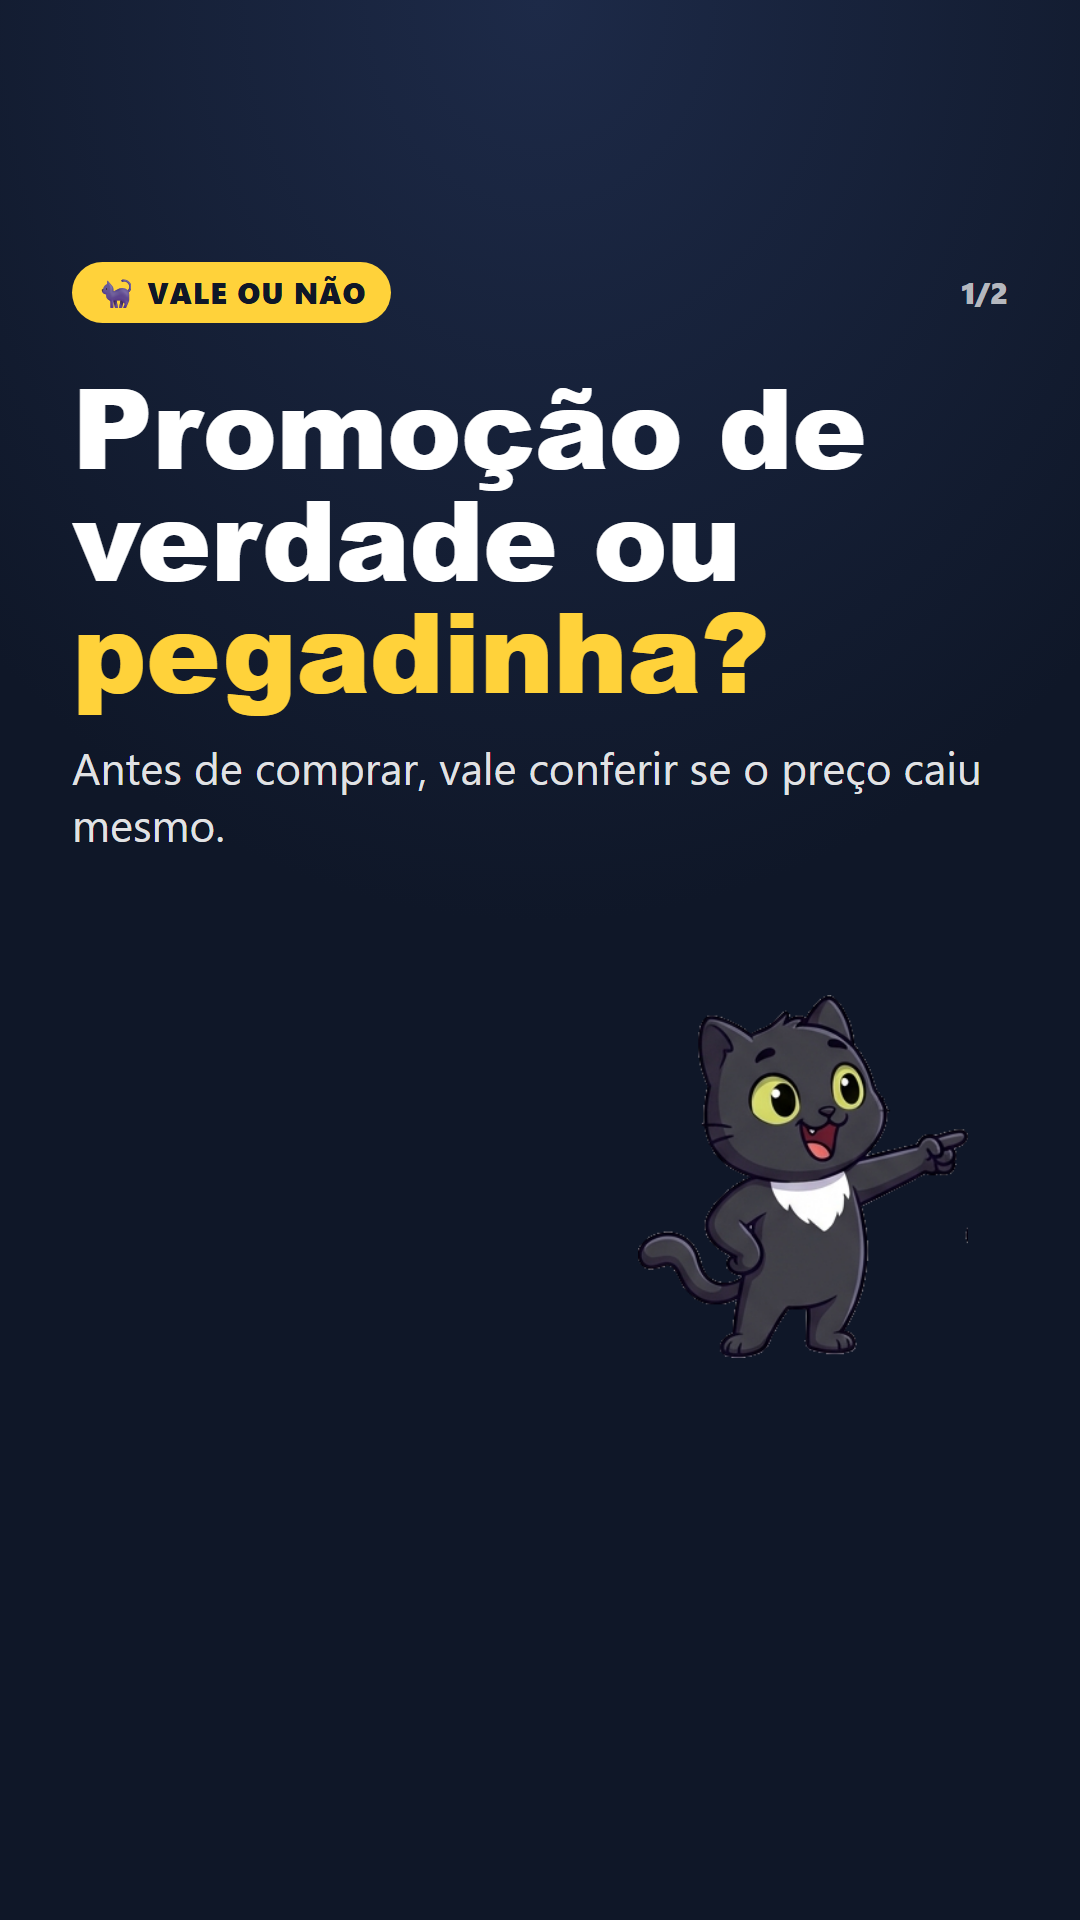 VALE OU NÃO
1/2
Promoção de
verdade ou
pegadinha?
Antes de comprar, vale conferir se o preço caiu
mesmo.